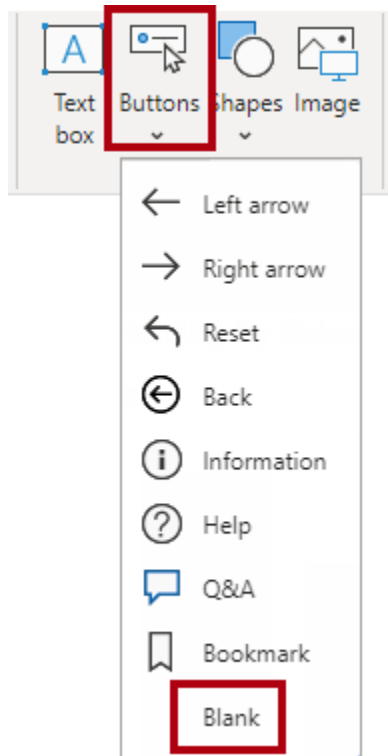 A
Text box
Buttons
Shapes
Image
Left arrow
Right arrow
Reset
Back
i Information
? Help
Q&A
Bookmark
Blank